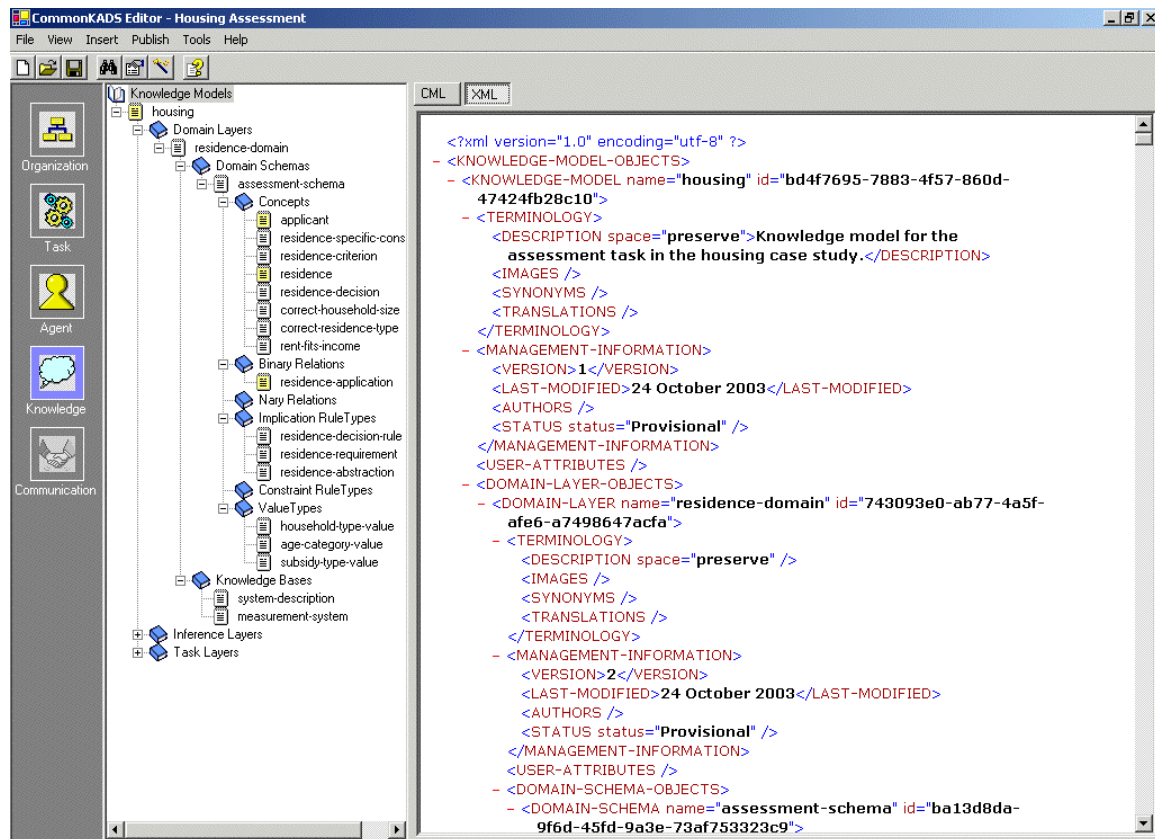 CommonKADS Editor - Housing Assessment
File View Insert Publish Tools Help
Organization
Task
Agent
Knowledge
Communication
Knowledge Models
housing
Domain Layers
residence-domain
Domain Schemas
assessment-schema
Concepts
applicant
residence-specific-cons
residence-criterion
residence
residence-decision
correct-household-size
correct-residence-type
rent-fits-income
Binary Relations
residence-application
Nary Relations
Implication RuleTypes
residence-decision-rule
residence-requirement
residence-abstraction
Constraint RuleTypes
ValueTypes
household-type-value
age-category-value
subsidy-type-value
Knowledge Bases
system-description
measurement-system
Inference Layers
Task Layers
CML XML
<?xml version="1.0" encoding="utf-8" ?>
- <KNOWLEDGE-MODEL-OBJECTS>
- <KNOWLEDGE-MODEL name="housing" id="bd4f7695-7883-4f57-860d-
47424fb28c10">
- <TERMINOLOGY>
<DESCRIPTION space="preserve">Knowledge model for the
assessment task in the housing case study.</DESCRIPTION>
<IMAGES />
<SYNONYMS />
<TRANSLATIONS />
</TERMINOLOGY>
- <MANAGEMENT-INFORMATION>
<VERSION>1</VERSION>
<LAST-MODIFIED>24 October 2003</LAST-MODIFIED>
<AUTHORS />
<STATUS status="Provisional" />
</MANAGEMENT-INFORMATION>
<USER-ATTRIBUTES />
- <DOMAIN-LAYER-OBJECTS>
- <DOMAIN-LAYER name="residence-domain" id="743093e0-ab77-4a5f-
afe6-a7498647acfa">
- <TERMINOLOGY>
<DESCRIPTION space="preserve" />
<IMAGES />
<SYNONYMS />
<TRANSLATIONS />
</TERMINOLOGY>
- <MANAGEMENT-INFORMATION>
<VERSION>2</VERSION>
<LAST-MODIFIED>24 October 2003</LAST-MODIFIED>
<AUTHORS />
<STATUS status="Provisional" />
</MANAGEMENT-INFORMATION>
<USER-ATTRIBUTES />
- <DOMAIN-SCHEMA-OBJECTS>
- <DOMAIN-SCHEMA name="assessment-schema" id="ba13d8da-
9f6d-45fd-9a3e-73af753323c9">